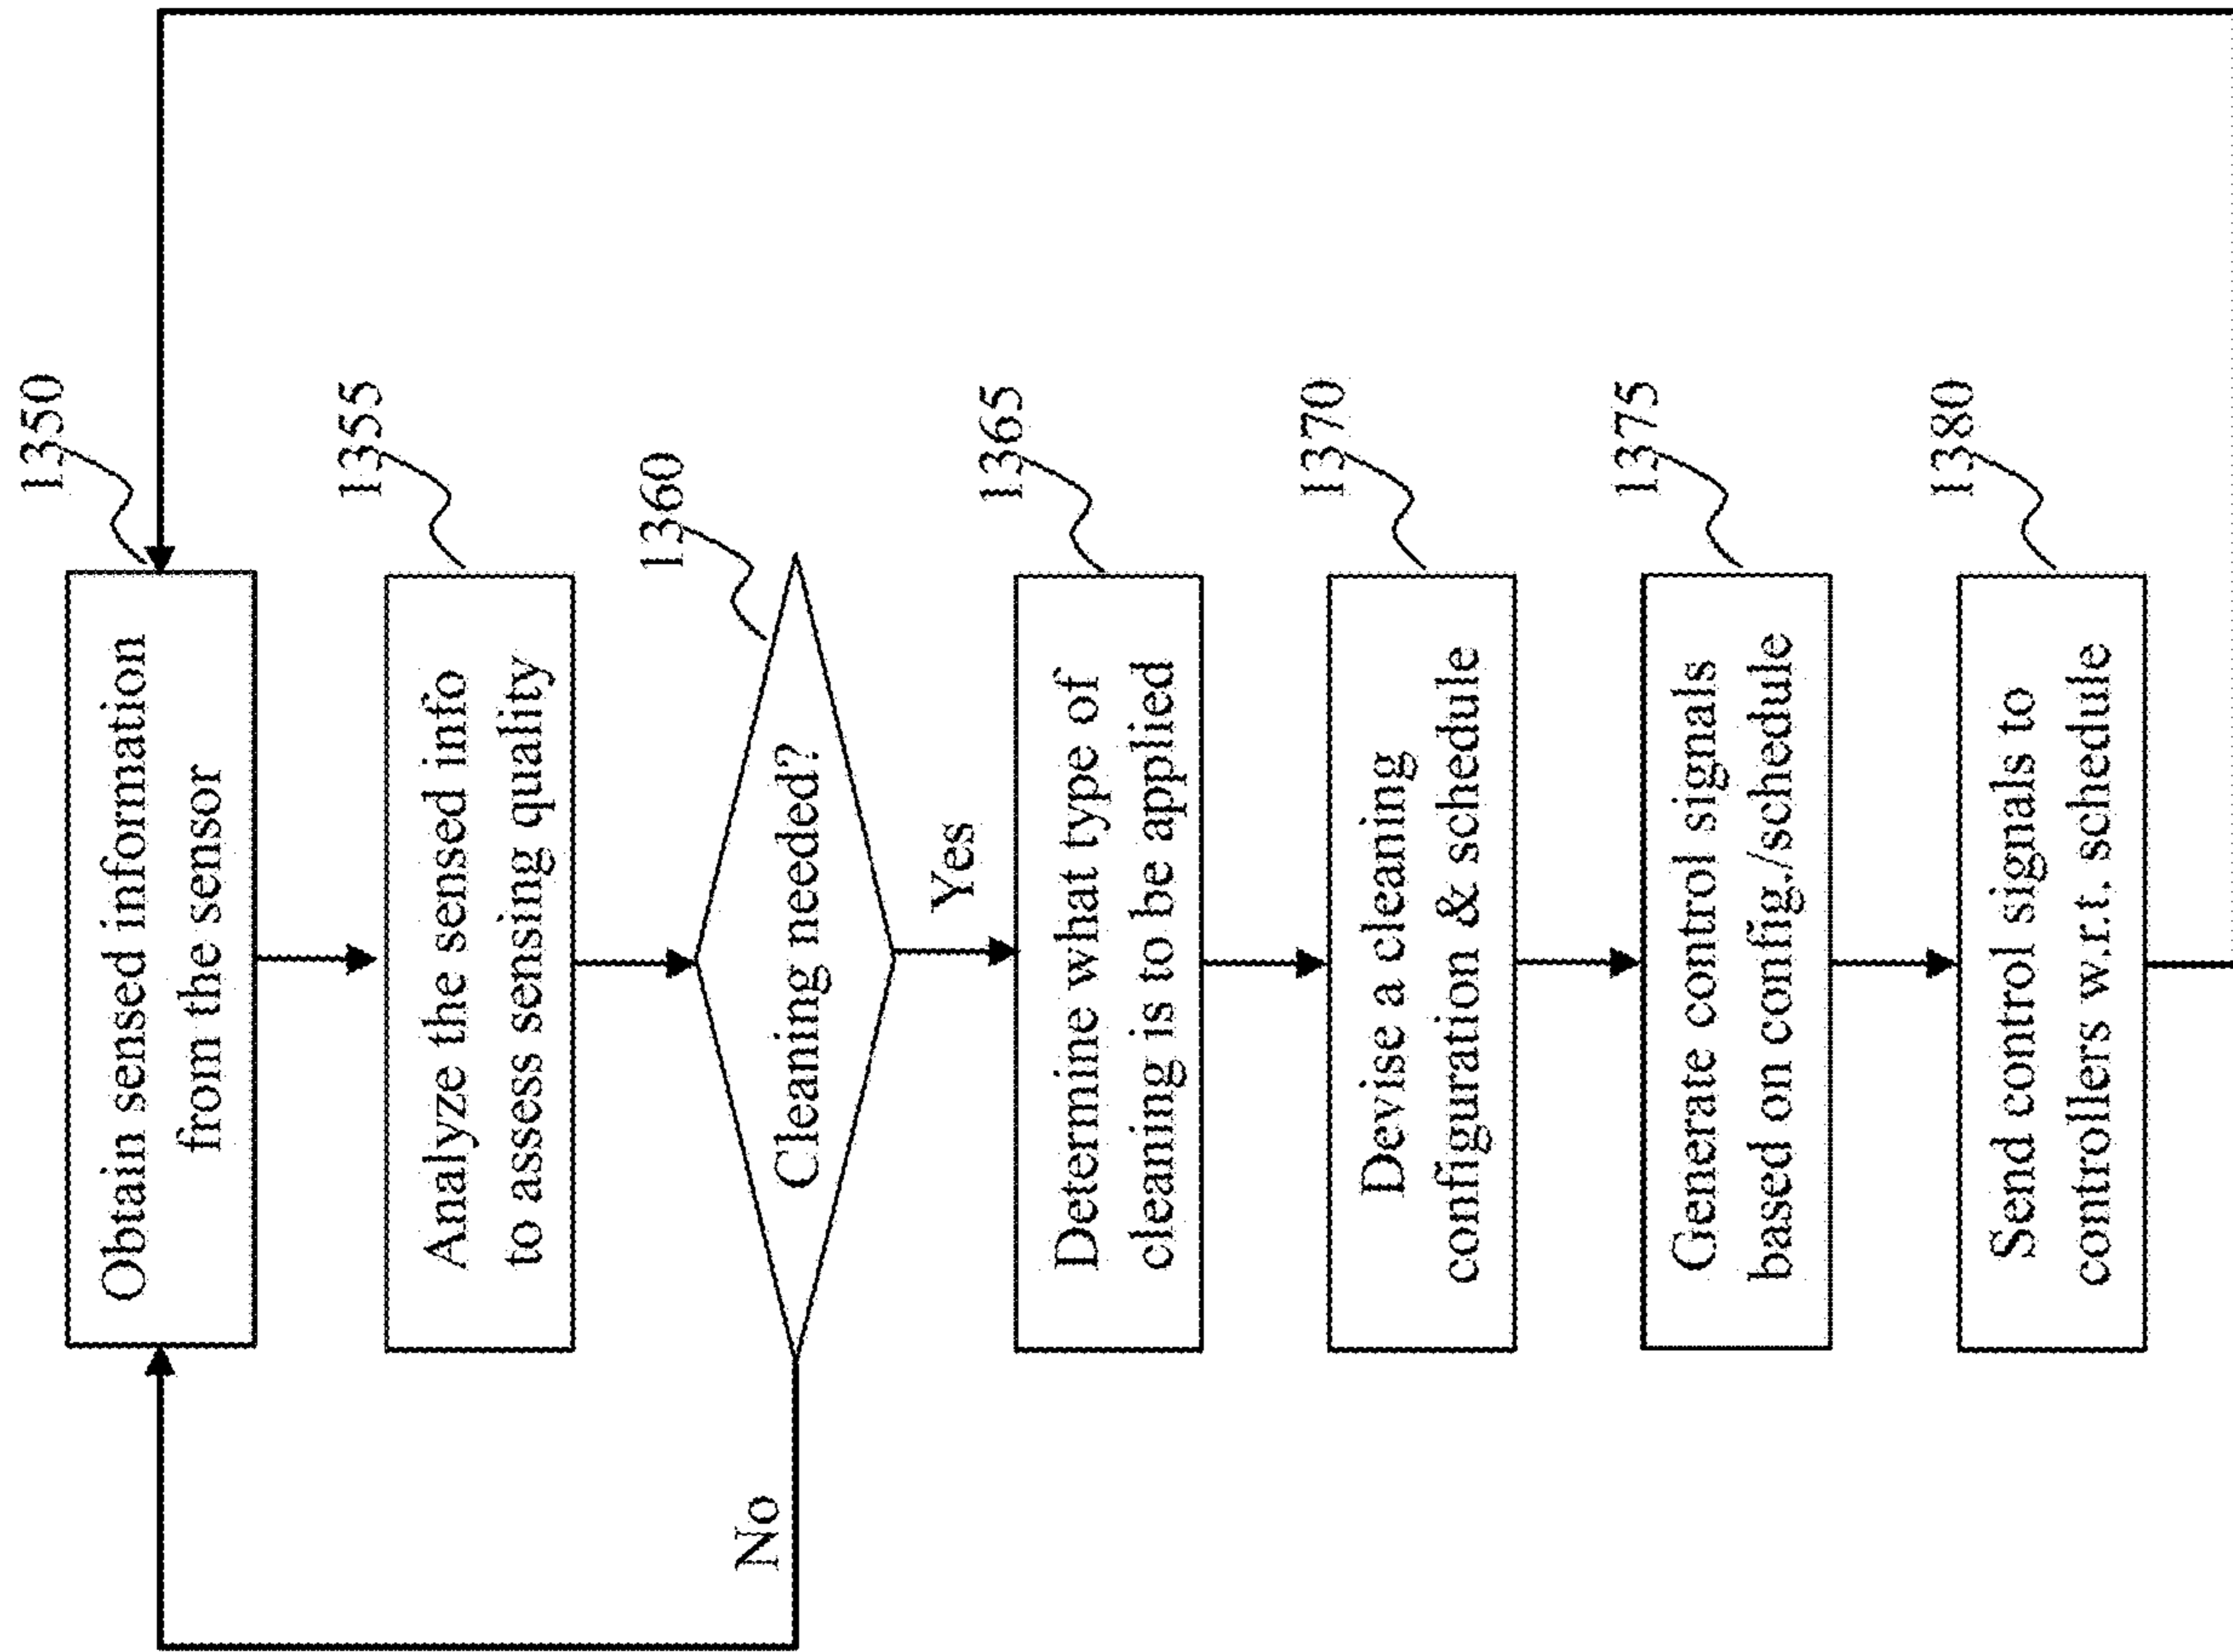 1350
Obtain sensed information
from the sensor
1355
Analyze the sensed info
to assess sensing quality
1360
Cleaning needed?
No
Yes
1365
Determine what type of
cleaning is to be applied
1370
Devise a cleaning
configuration & schedule
1375
Generate control signals
based on config./schedule
1380
Send control signals to
controllers w.r.t. schedule